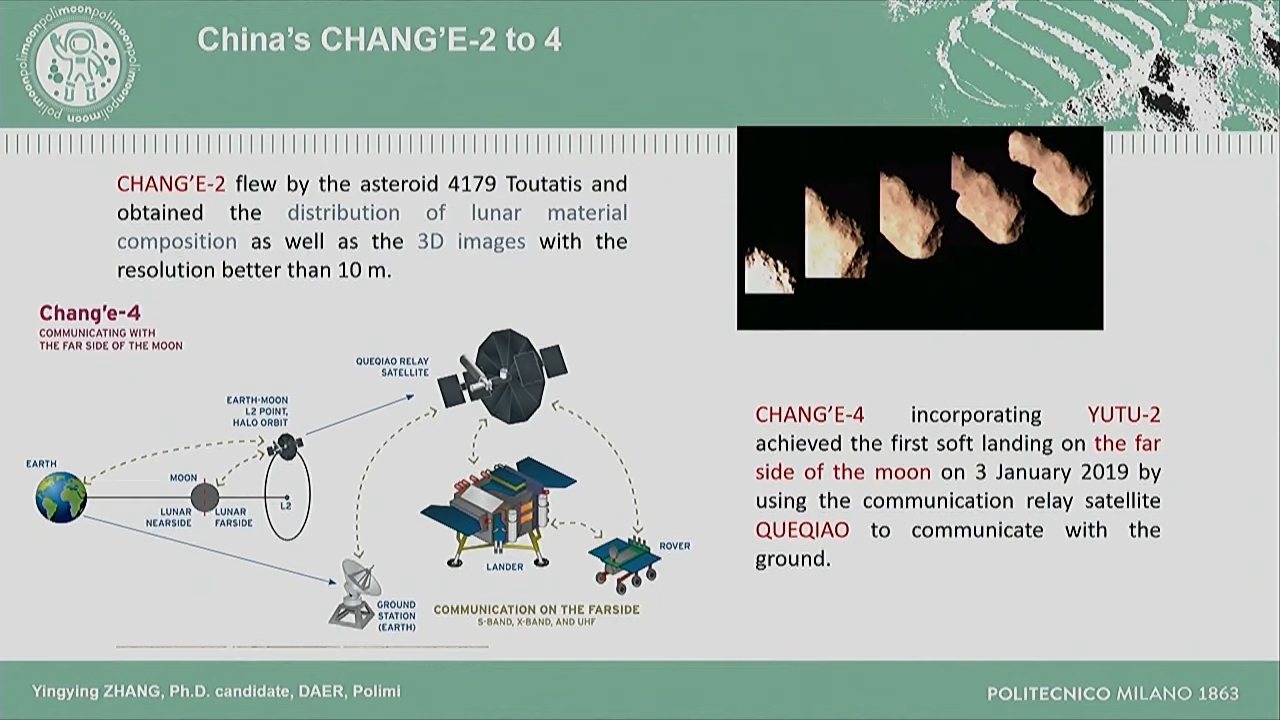 polimoonpolimoonpolimoonpolimoonpolimoon
China's CHANG'E-2 to 4
CHANG'E-2 flew by the asteroid 4179 Toutatis and
obtained the distribution of lunar material
composition as well as the 3D images with the
resolution better than 10 m.
Chang'e-4
COMMUNICATING WITH
THE FAR SIDE OF THE MOON
QUEQIAO RELAY
SATELLITE
EARTH-MOON
L2 POINT,
HALO ORBIT
EARTH
MOON
LUNAR
NEARSIDE
LUNAR
FARSIDE
L2
LANDER
ROVER
GROUND
STATION
(EARTH)
COMMUNICATION ON THE FARSIDE
S-BAND, X-BAND, AND UHF
CHANG'E-4 incorporating YUTU-2
achieved the first soft landing on the far
side of the moon on 3 January 2019 by
using the communication relay satellite
QUEQIAO to communicate with the
ground.
Yingying ZHANG, Ph.D. candidate, DAER, Polimi
POLITECNICO MILANO 1863